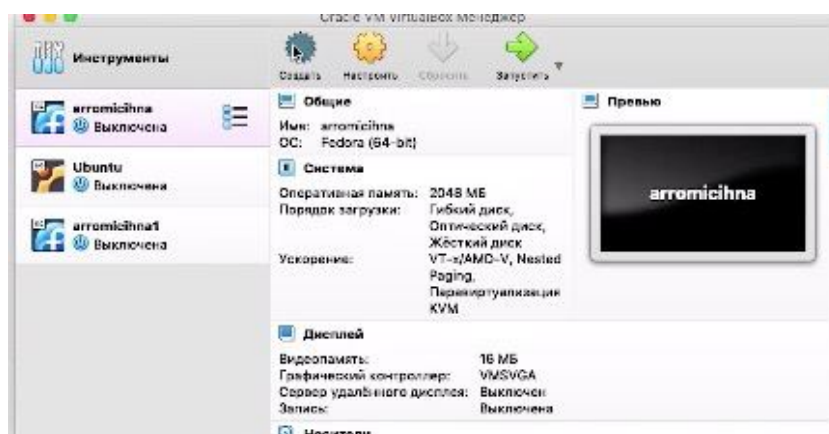 Oracle VM VirtualBox Менеджер
Инструменты
Создать Настроить Сбросить Запустить
arromicihna
Выключена
Ubuntu
Выключена
arromicihna1
Выключена
Общие
Имя: arromicihna
ОС: Fedora (64-bit)
Система
Оперативная память: 2048 МБ
Порядок загрузки: Гибкий диск,
Оптический диск,
Жёсткий диск
Ускорение: VT-x/AMD-V, Nested
Paging,
Паравиртуализация
KVM
Дисплей
Видеопамять: 16 МБ
Графический контроллер: VMSVGA
Сервер удалённого дисплея: Выключен
Запись: Выключена
Носители
Превью
arromicihna